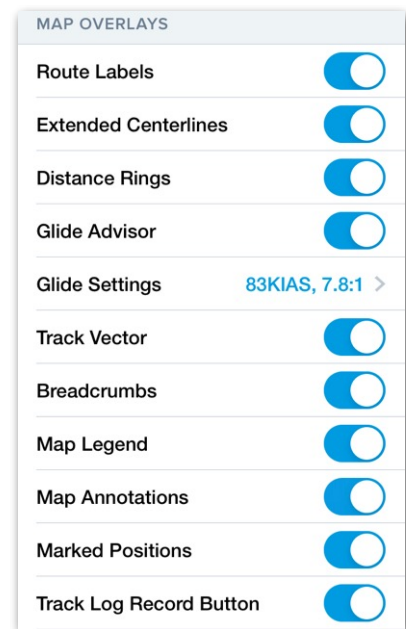 MAP OVERLAYS
Route Labels
Extended Centerlines
Distance Rings
Glide Advisor
Glide Settings 83KIAS, 7.8:1 >
Track Vector
Breadcrumbs
Map Legend
Map Annotations
Marked Positions
Track Log Record Button